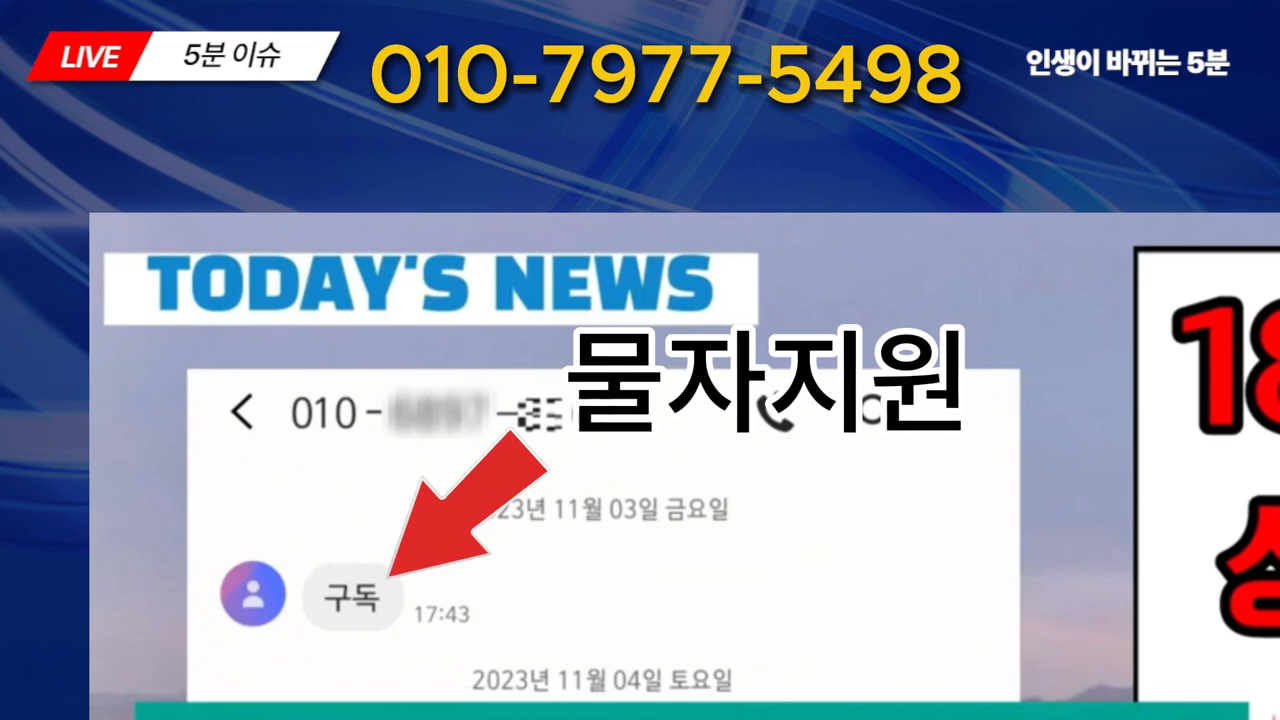 LIVE 5분 이슈
010-7977-5498
인생이 바뀌는 5분
TODAY'S NEWS
물자지원
010 -
23년 11월 03일 금요일
구독
17:43
2023년 11월 04일 토요일